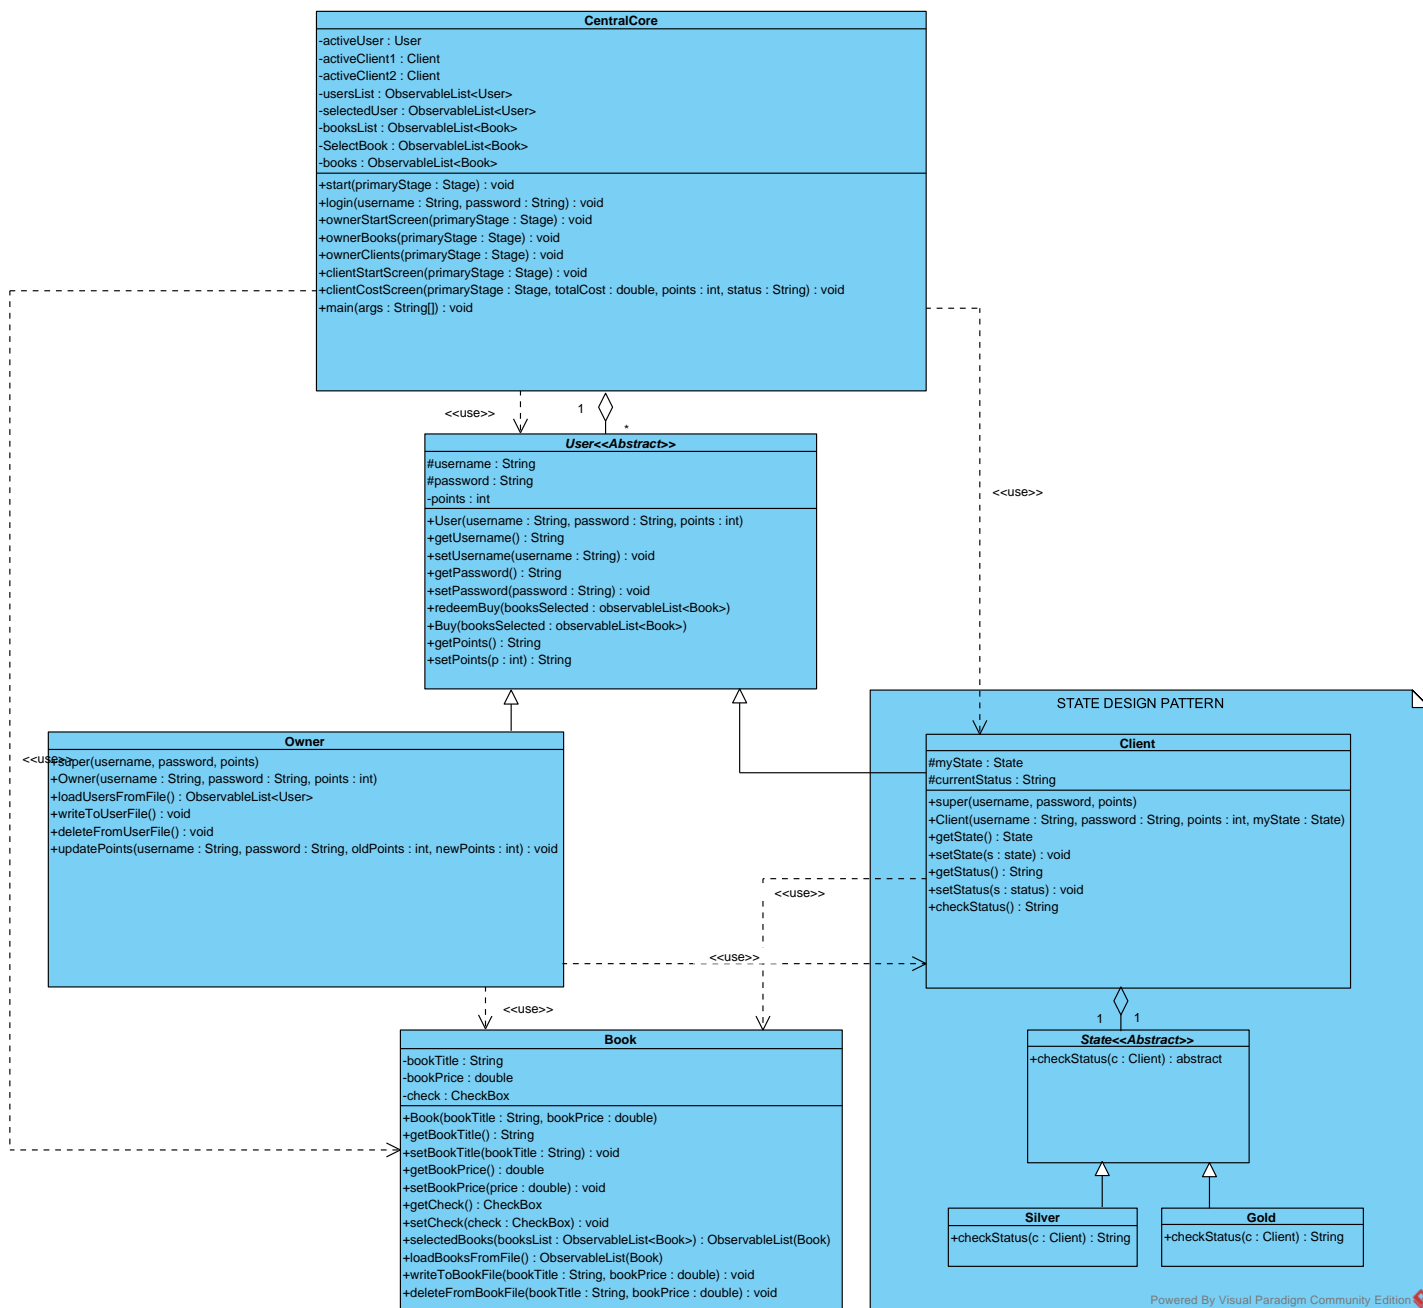 CentralCore
-activeUser : User
-activeClient1 : Client
-activeClient2 : Client
-usersList : ObservableList<User>
-selectedUser : ObservableList<User>
-booksList : ObservableList<Book>
-SelectBook : ObservableList<Book>
-books : ObservableList<Book>
+start(primaryStage : Stage) : void
+login(username : String, password : String) : void
+ownerStartScreen(primaryStage : Stage) : void
+ownerBooks(primaryStage : Stage) : void
+ownerClients(primaryStage : Stage) : void
+clientStartScreen(primaryStage : Stage) : void
+clientCostScreen(primaryStage : Stage, totalCost : double, points : int, status : String) : void
+main(args : String[]) : void
<<use>>
1
*
User<<Abstract>>
#username : String
#password : String
-points : int
+User(username : String, password : String, points : int)
+getUsername() : String
+setUsername(username : String) : void
+getPassword() : String
+setPassword(password : String) : void
+redeemBuy(booksSelected : observableList<Book>)
+Buy(booksSelected : observableList<Book>)
+getPoints() : String
+setPoints(p : int) : String
<<use>>
STATE DESIGN PATTERN
Owner
<<use>>
+super(username, password, points)
+Owner(username : String, password : String, points : int)
+loadUsersFromFile() : ObservableList<User>
+writeToUserFile() : void
+deleteFromUserFile() : void
+updatePoints(username : String, password : String, oldPoints : int, newPoints : int) : void
Client
#myState : State
#currentStatus : String
+super(username, password, points)
+Client(username : String, password : String, points : int, myState : State)
+getState() : State
+setState(s : state) : void
+getStatus() : String
+setStatus(s : status) : void
+checkStatus() : String
<<use>>
<<use>>
<<use>>
1
1
Book
-bookTitle : String
-bookPrice : double
-check : CheckBox
+Book(bookTitle : String, bookPrice : double)
+getBookTitle() : String
+setBookTitle(bookTitle : String) : void
+getBookPrice() : double
+setBookPrice(price : double) : void
+getCheck() : CheckBox
+setCheck(check : CheckBox) : void
+selectedBooks(booksList : ObservableList<Book>) : ObservableList(Book)
+loadBooksFromFile() : ObservableList(Book)
+writeToBookFile(bookTitle : String, bookPrice : double) : void
+deleteFromBookFile(bookTitle : String, bookPrice : double) : void
State<<Abstract>>
+checkStatus(c : Client) : abstract
Silver
+checkStatus(c : Client) : String
Gold
+checkStatus(c : Client) : String
Powered By Visual Paradigm Community Edition